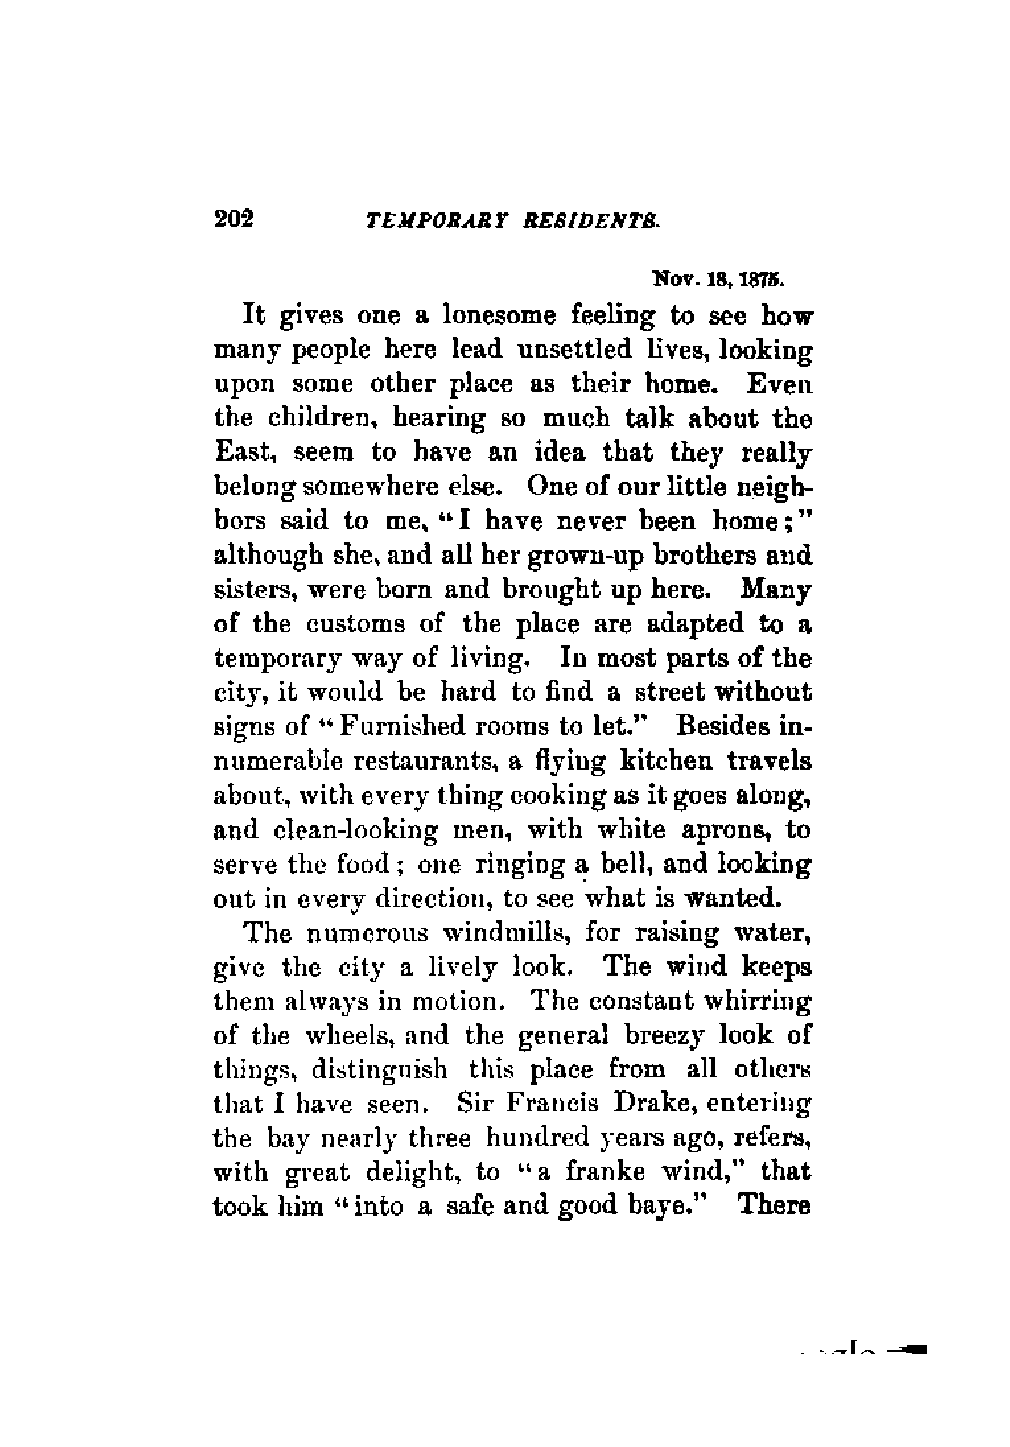 202 TEMPORARY RESIDENTS.
Nov. 18, 1875.
It gives one a lonesome feeling to see how
many people here lead unsettled lives, looking
upon some other place as their home. Even
the children, hearing so much talk about the
East, seem to have an idea that they really
belong somewhere else. One of our little neigh-
bors said to me, "I have never been home;"
although she, and all her grown-up brothers and
sisters, were born and brought up here. Many
of the customs of the place are adapted to a
temporary way of living. In most parts of the
city, it would be hard to find a street without
signs of "Furnished rooms to let." Besides in-
numerable restaurants, a flying kitchen travels
about, with every thing cooking as it goes along,
and clean-looking men, with white aprons, to
serve the food; one ringing a bell, and looking
out in every direction, to see what is wanted.
The numerous windmills, for raising water,
give the city a lively look. The wind keeps
them always in motion. The constant whirring
of the wheels, and the general breezy look of
things, distinguish this place from all others
that I have seen. Sir Francis Drake, entering
the bay nearly three hundred years ago, refers,
with great delight, to "a franke wind," that
took him "into a safe and good baye." There